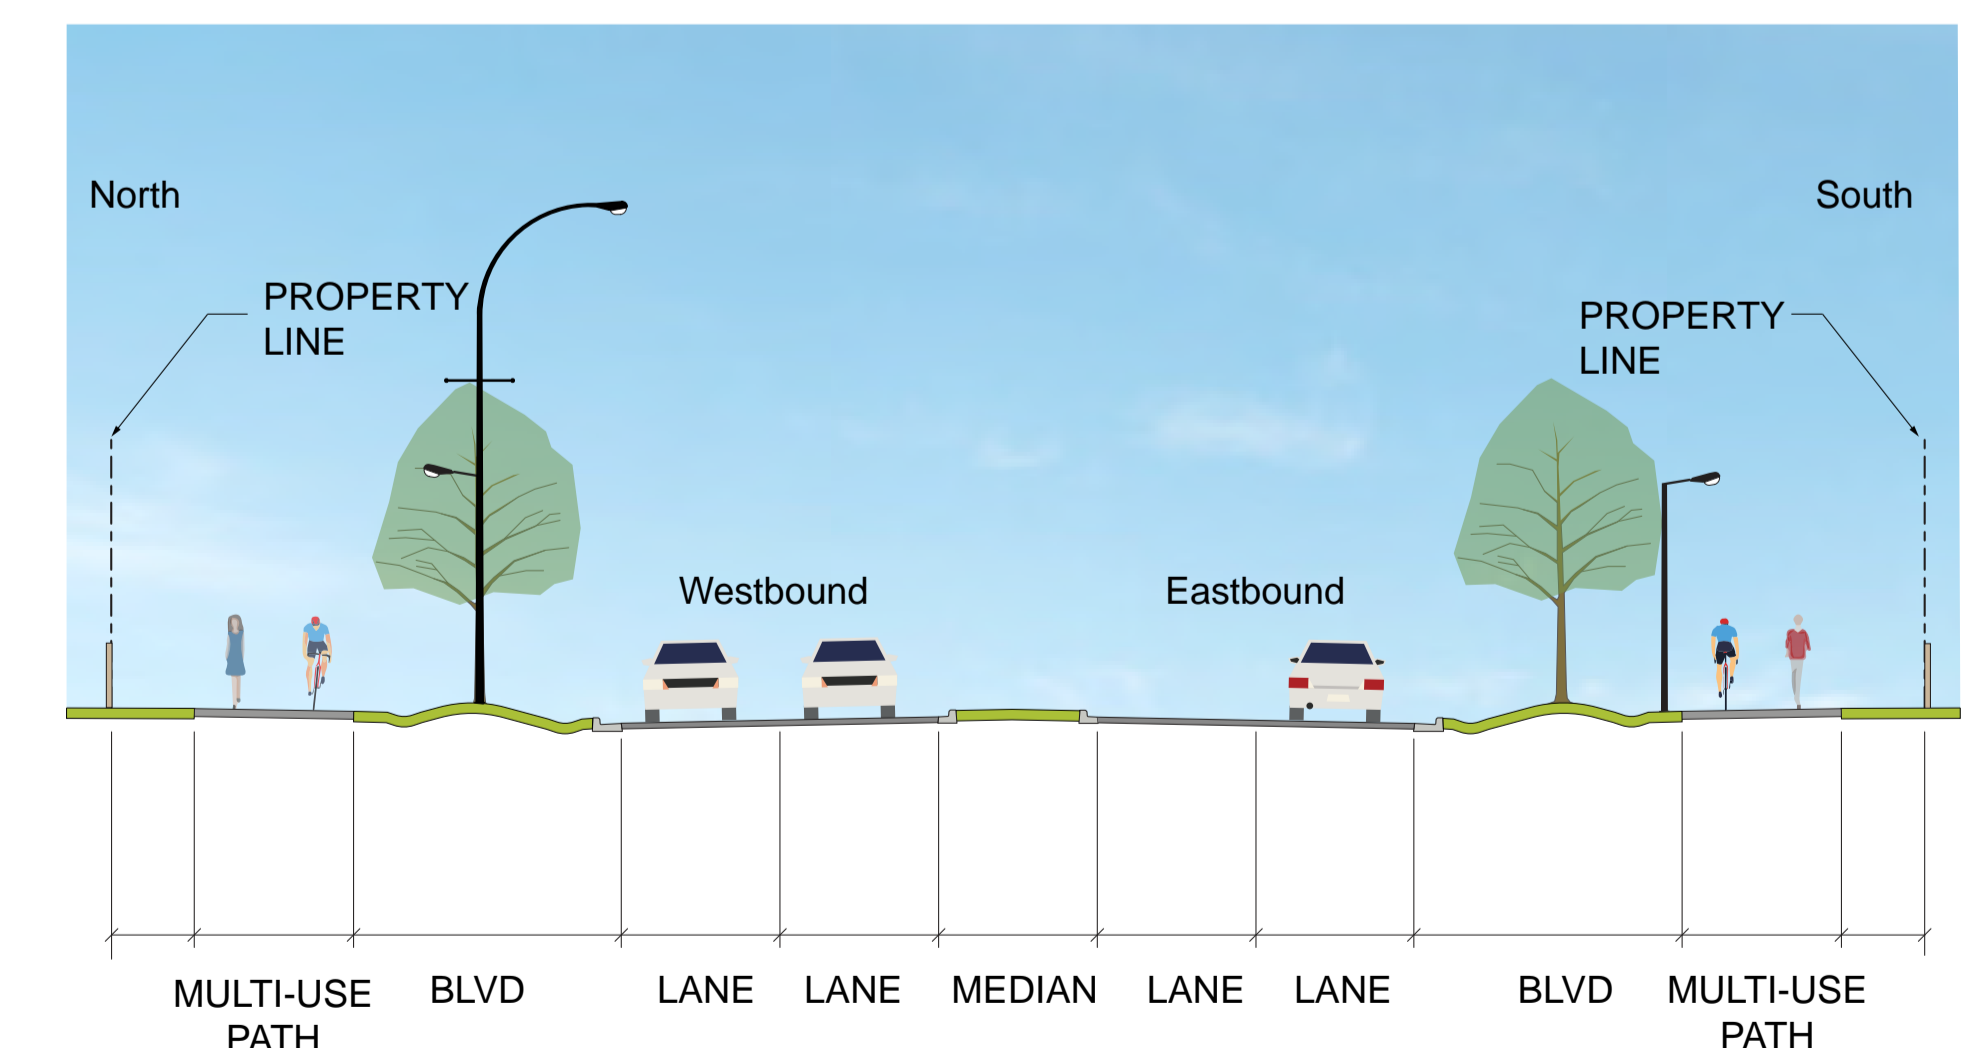 North
South
PROPERTY
LINE
PROPERTY
LINE
Westbound
Eastbound
MULTI-USE
PATH
BLVD
LANE
LANE
MEDIAN
LANE
LANE
BLVD
MULTI-USE
PATH